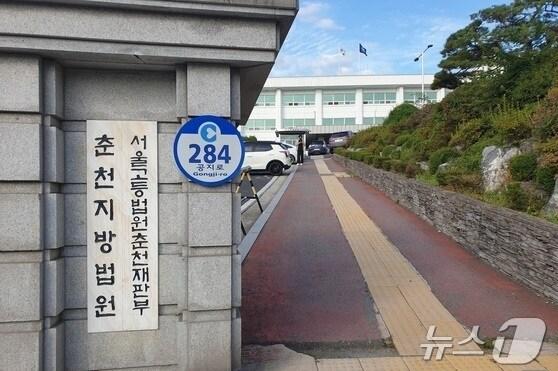 서울고등법원춘천재판부
춘천지방법원
284
공지로
Gongji-ro
뉴스1